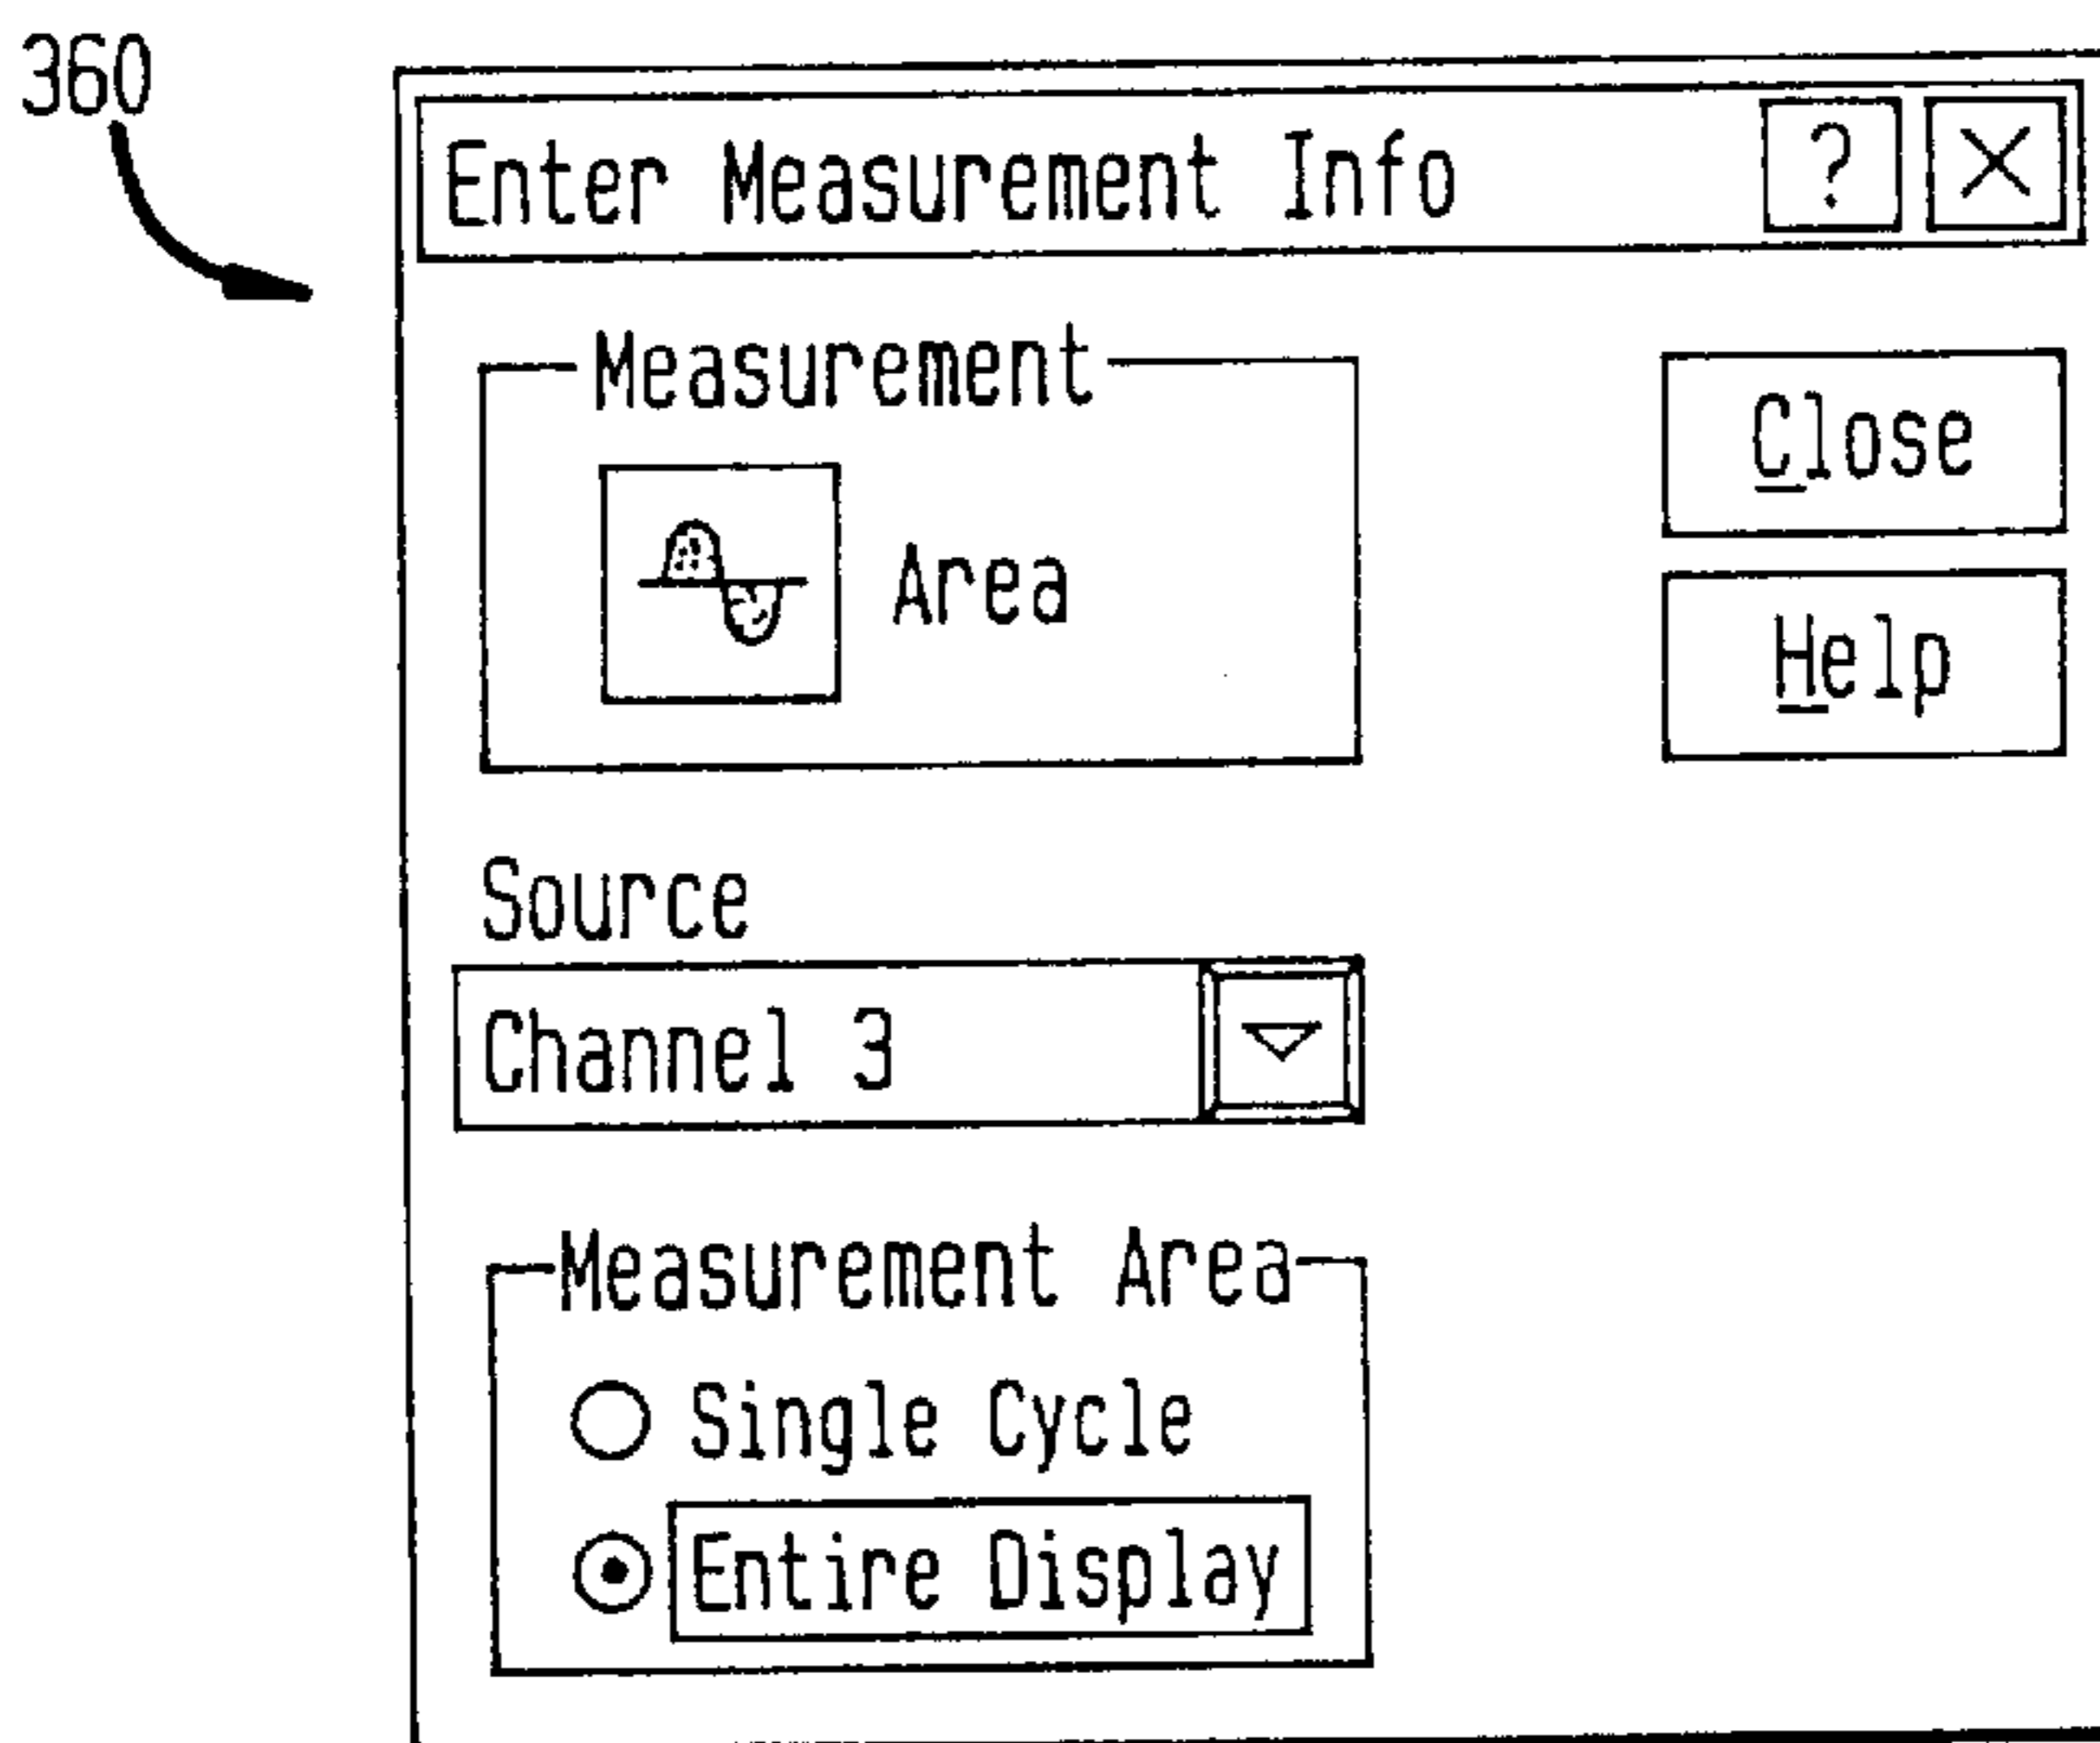 360
Enter Measurement Info ? X
Measurement
Area
Close
Help
Source
Channel 3
Measurement Area
Single Cycle
Entire Display